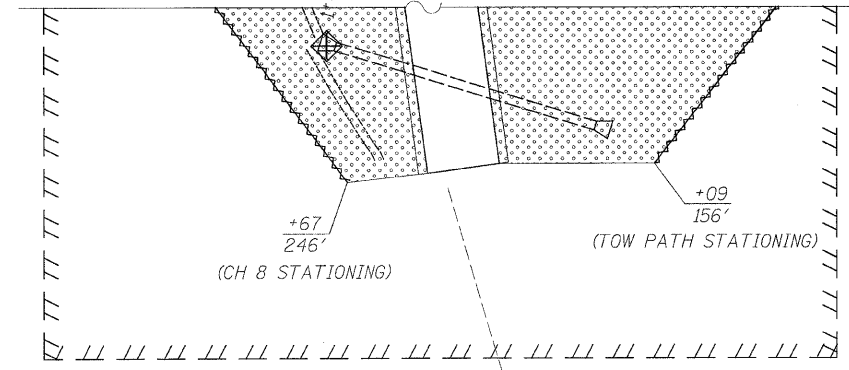 +67
246'
(CH 8 STATIONING)
+09
156'
(TOW PATH STATIONING)